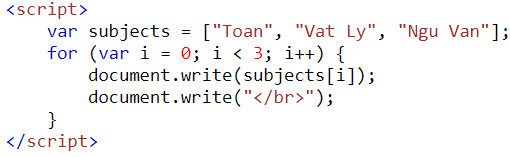 <script>
    var subjects = ["Toan", "Vat Ly", "Ngu Van"];
    for (var i = 0; i < 3; i++) {
        document.write(subjects[i]);
        document.write("</br>");
    }
</script>